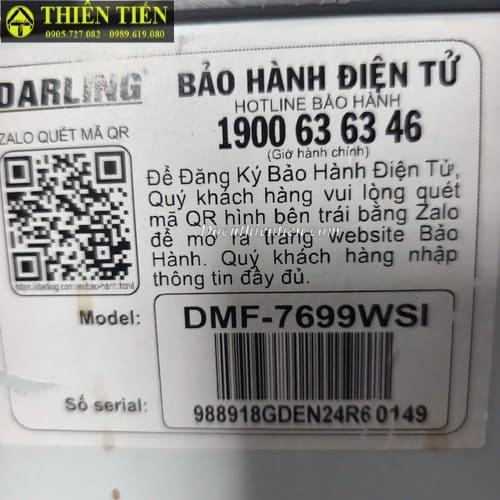 THIÊN TIẾN
0905.727.082 - 0989.619.080
DARLING
BẢO HÀNH ĐIỆN TỬ
HOTLINE BẢO HÀNH
ZALO QUÉT MÃ QR
1900 63 63 46
(Giờ hành chính)
Để Đăng Ký Bảo Hành Điện Tử,
Quý khách hàng vui lòng quét
mã QR hình bên trái bằng Zalo
để mở ra trang website Bảo
Hành. Quý khách hàng nhập
thông tin đầy đủ.
Docuthientien.com
Model: DMF-7699WSI
Số serial: 988918GDEN24R60149